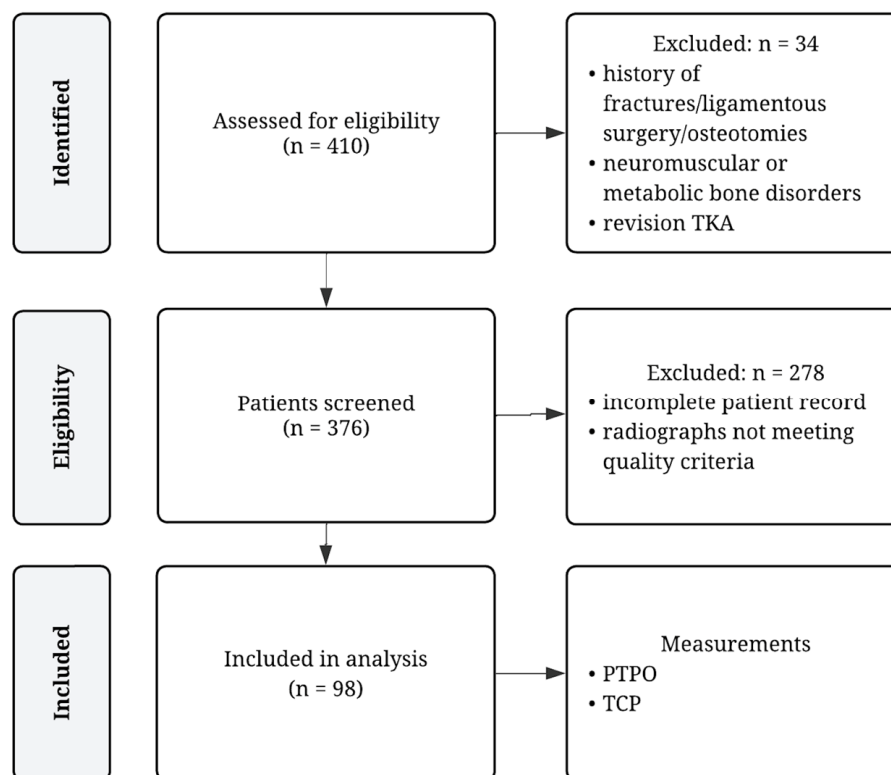 Identified
Assessed for eligibility
(n = 410)
Excluded: n = 34
• history of
fractures/ligamentous
surgery/osteotomies
• neuromuscular or
metabolic bone disorders
• revision TKA
Eligibility
Patients screened
(n = 376)
Excluded: n = 278
• incomplete patient record
• radiographs not meeting
quality criteria
Included
Included in analysis
(n = 98)
Measurements
• PTPO
• TCP